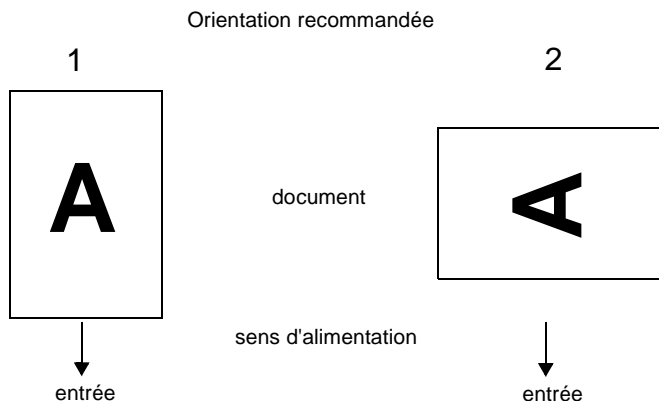 Orientation recommandée
1
2
A
document
A
sens d'alimentation
entrée
entrée